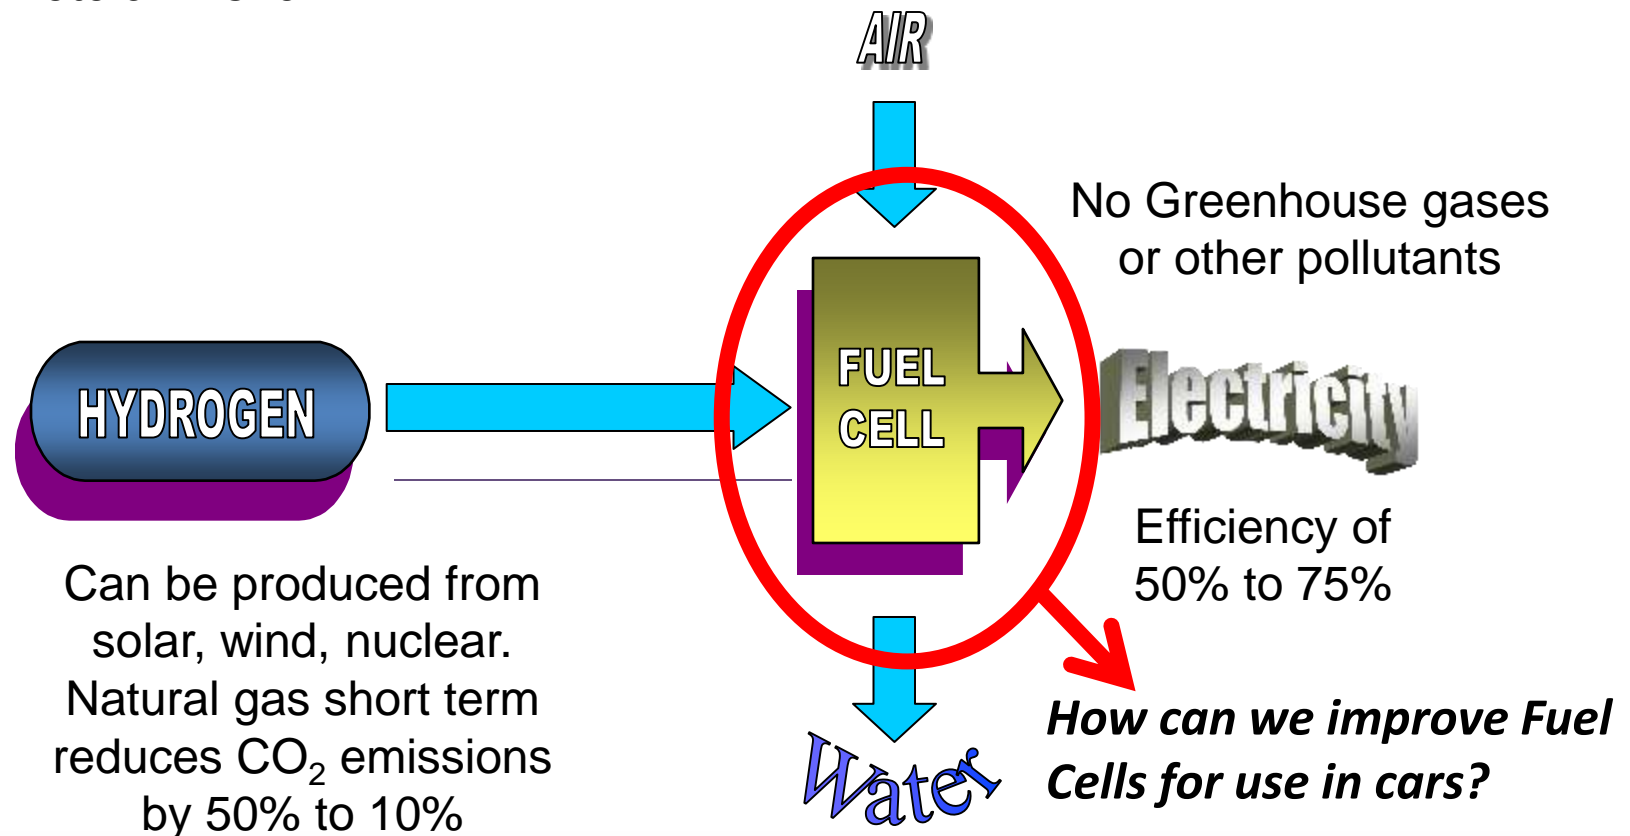 AIR
No Greenhouse gases
or other pollutants
HYDROGEN
FUEL
CELL
Electricity
Efficiency of
50% to 75%
Can be produced from
solar, wind, nuclear.
Natural gas short term
reduces CO₂ emissions
by 50% to 10%
Water
How can we improve Fuel
Cells for use in cars?